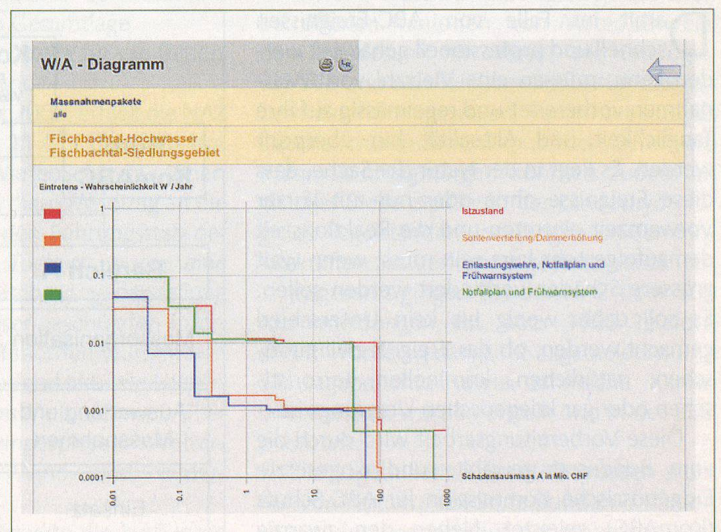 W/A - Diagramm
Massnahmenpakete
alle
Fischbachtal-Hochwasser
Fischbachtal-Siedlungsgebiet
Eintretens - Wahrscheinlichkeit W / Jahr
1
0.1
0.01
0.001
0.0001
0.01
0.1
1
10
100
1000
Istzustand
Sohlenvertiefung/Dammerhöhung
Entlastungswehre, Notfallplan und
Frühwarnsystem
Notfallplan und Frühwarnsystem
Schadensausmass A in Mio. CHF